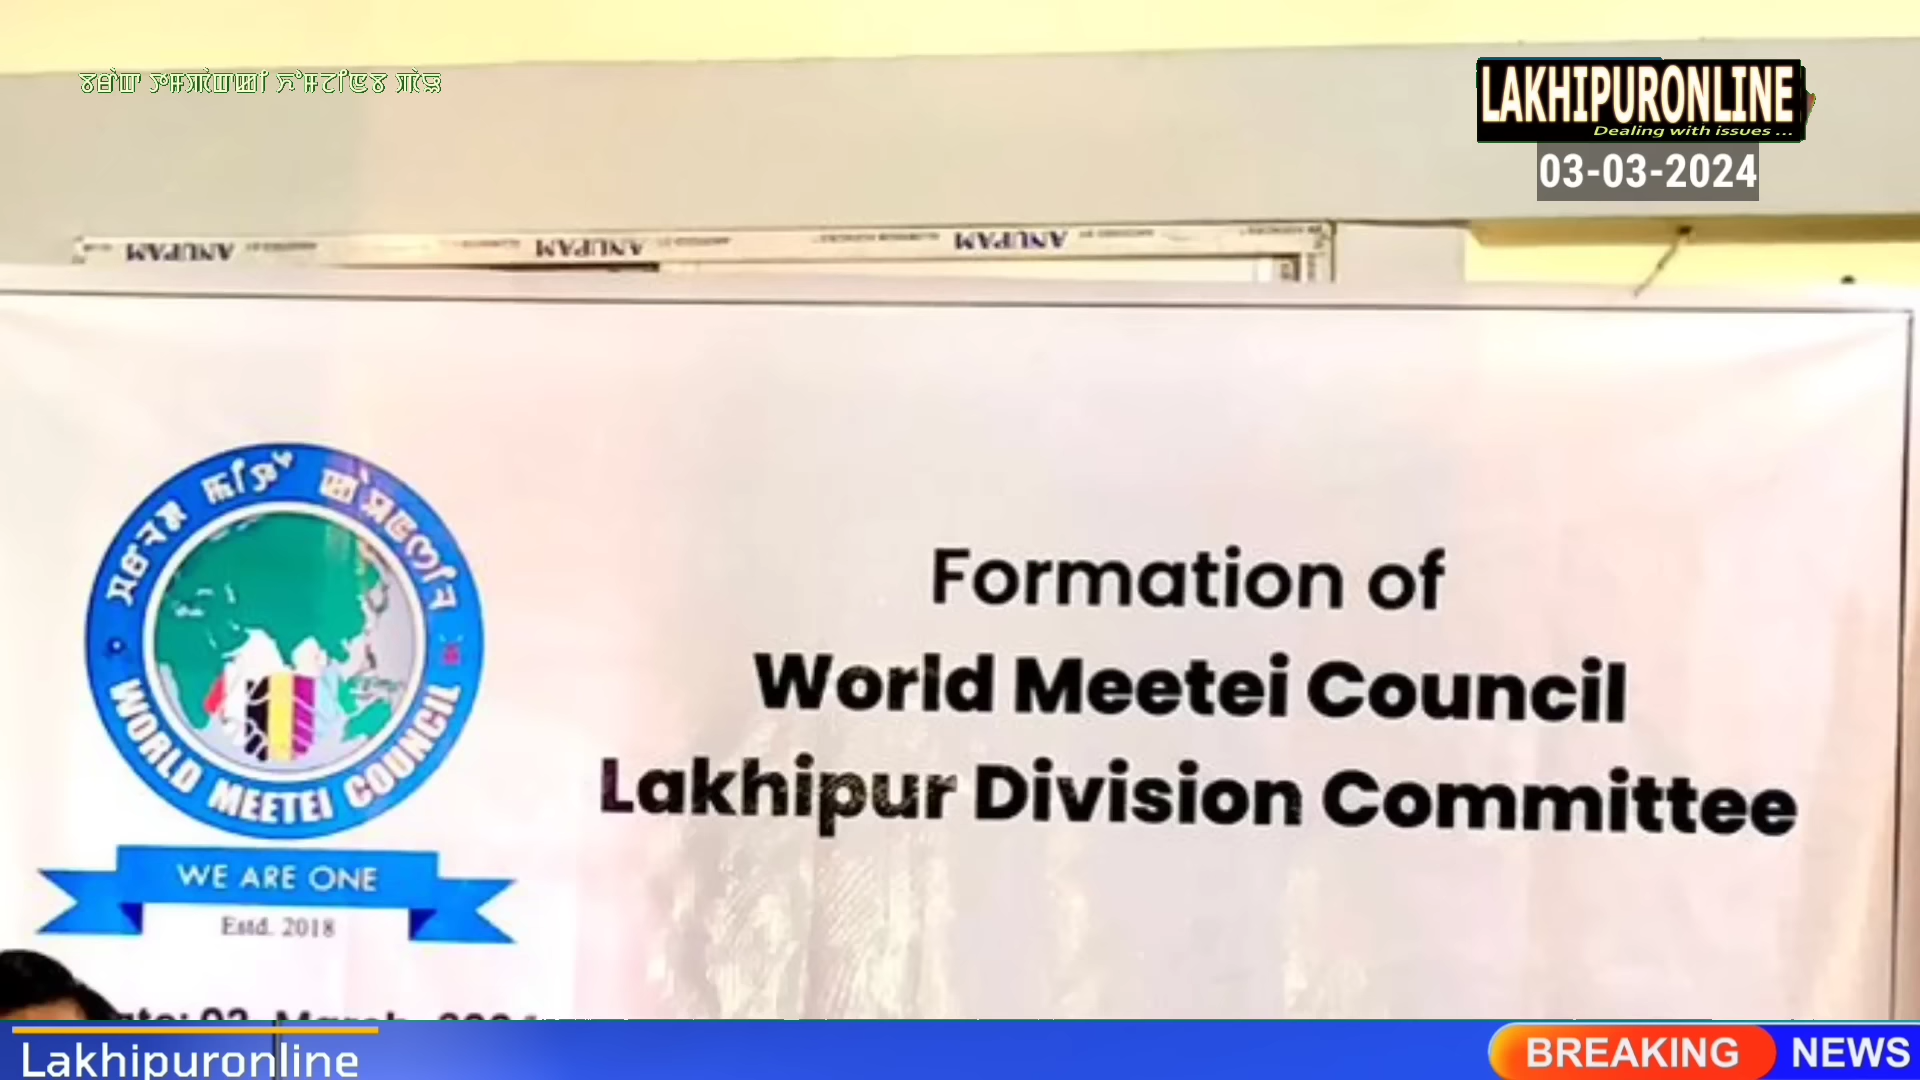 LAKHIPURONLINE
Dealing with issues ...
03-03-2024
ANUPAM ANUPAM ANUPAM
Formation of
World Meetei Council
Lakhipur Division Committee
WORLD MEETEI COUNCIL
WE ARE ONE
Estd. 2018
Lakhipuronline
BREAKING NEWS